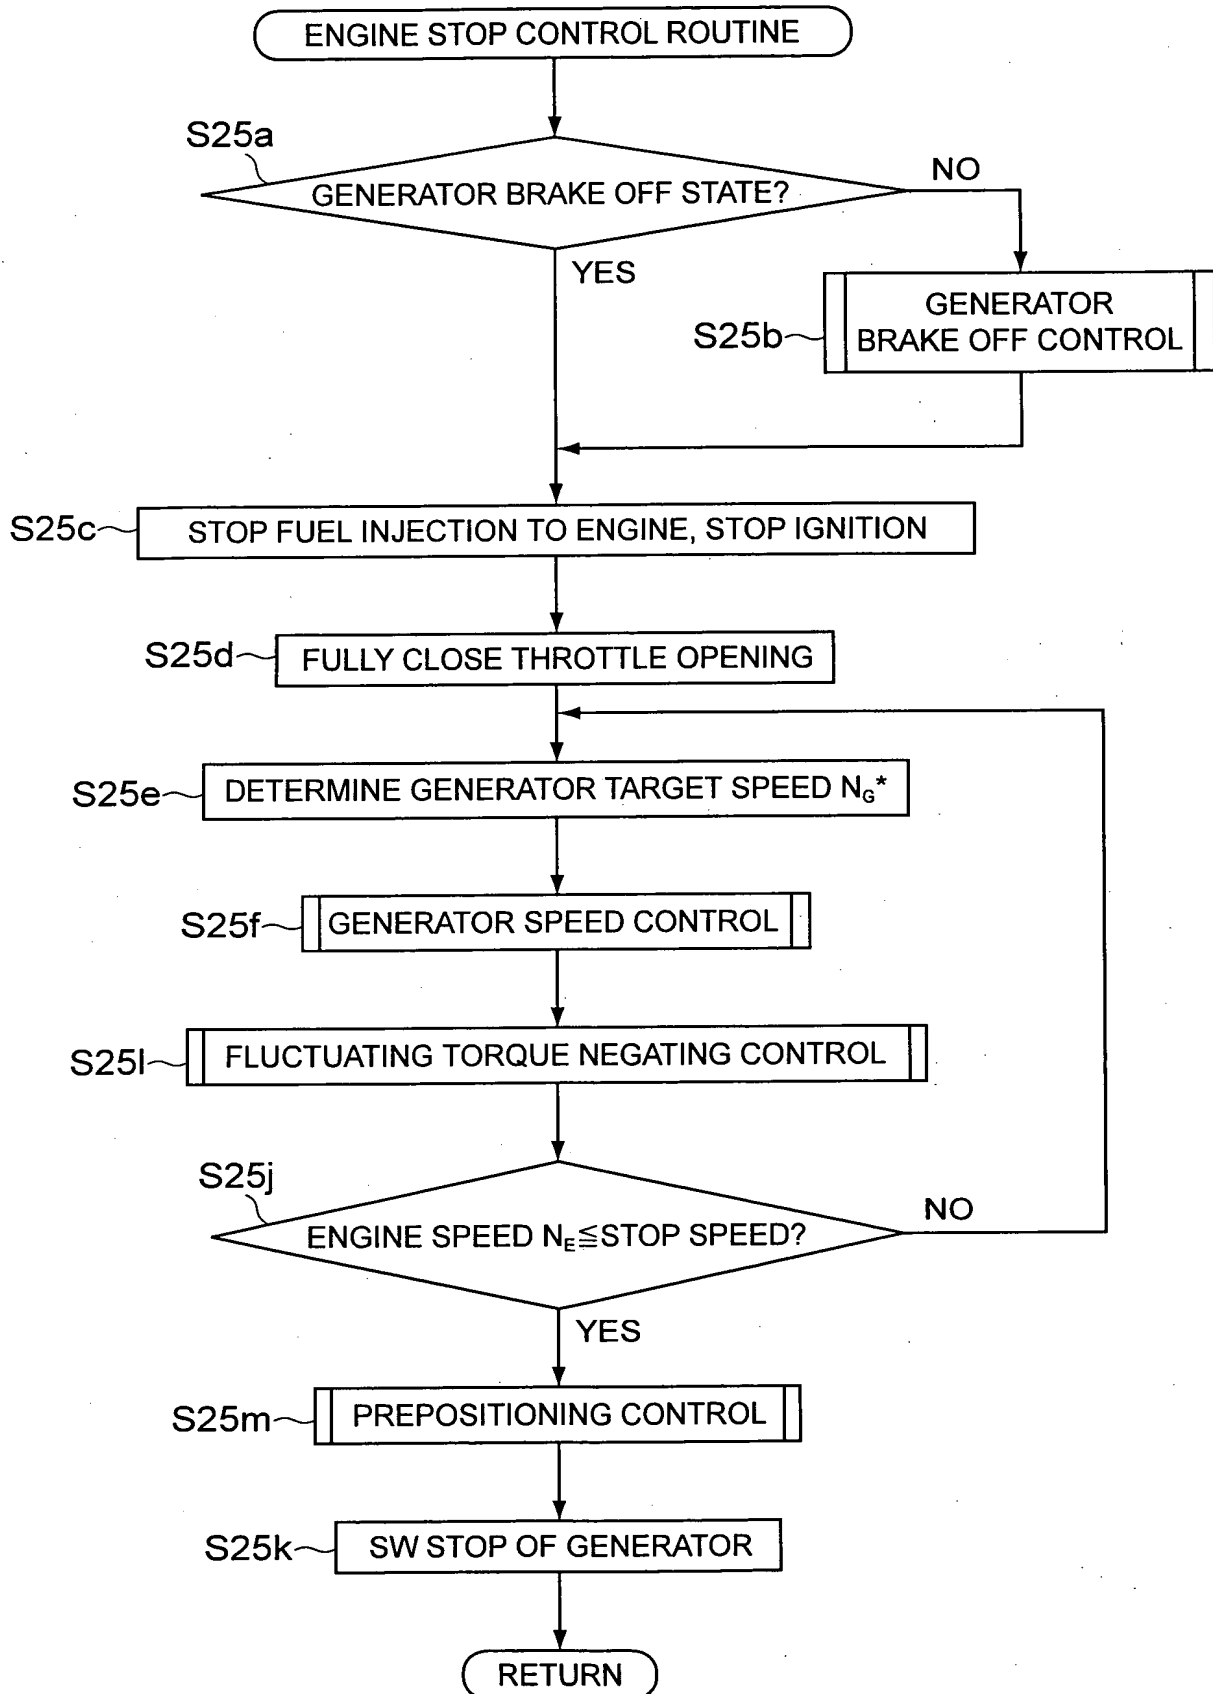 ENGINE STOP CONTROL ROUTINE
S25a
GENERATOR BRAKE OFF STATE?
NO
YES
S25b
GENERATOR
BRAKE OFF CONTROL
S25c
STOP FUEL INJECTION TO ENGINE, STOP IGNITION
S25d
FULLY CLOSE THROTTLE OPENING
S25e
DETERMINE GENERATOR TARGET SPEED NG*
S25f
GENERATOR SPEED CONTROL
S25l
FLUCTUATING TORQUE NEGATING CONTROL
S25j
ENGINE SPEED NE≦STOP SPEED?
NO
YES
S25m
PREPOSITIONING CONTROL
S25k
SW STOP OF GENERATOR
RETURN